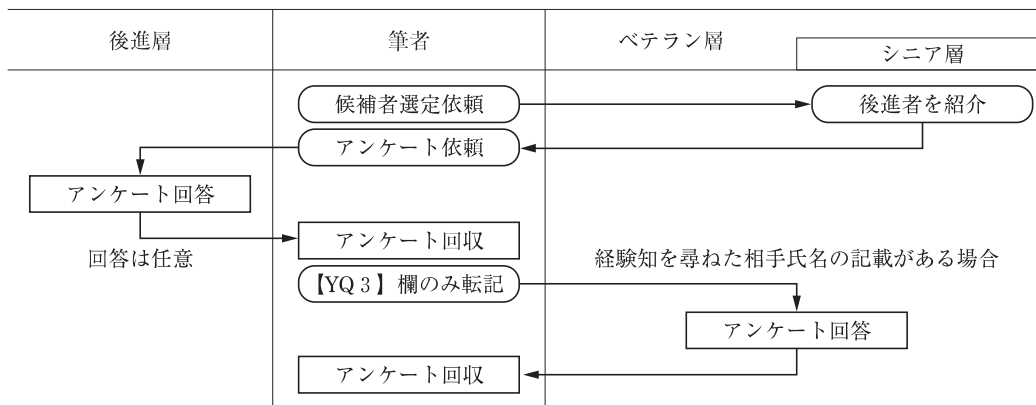 後進層
筆者
ベテラン層
シニア層
候補者選定依頼
後進者を紹介
アンケート依頼
アンケート回答
回答は任意
アンケート回収
経験知を尋ねた相手氏名の記載がある場合
【YQ 3】欄のみ転記
アンケート回答
アンケート回収